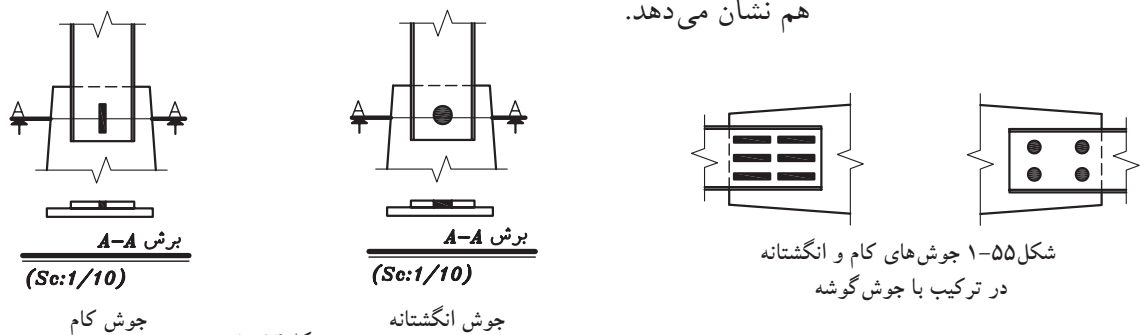 هم نشان می‌دهد.
A
A
A
A
برش A-A
برش A-A
(Sc:1/10)
(Sc:1/10)
جوش کام
جوش انگشتانه
شکل۵۵-۱ جوش‌های کام و انگشتانه
در ترکیب با جوش‌گوشه